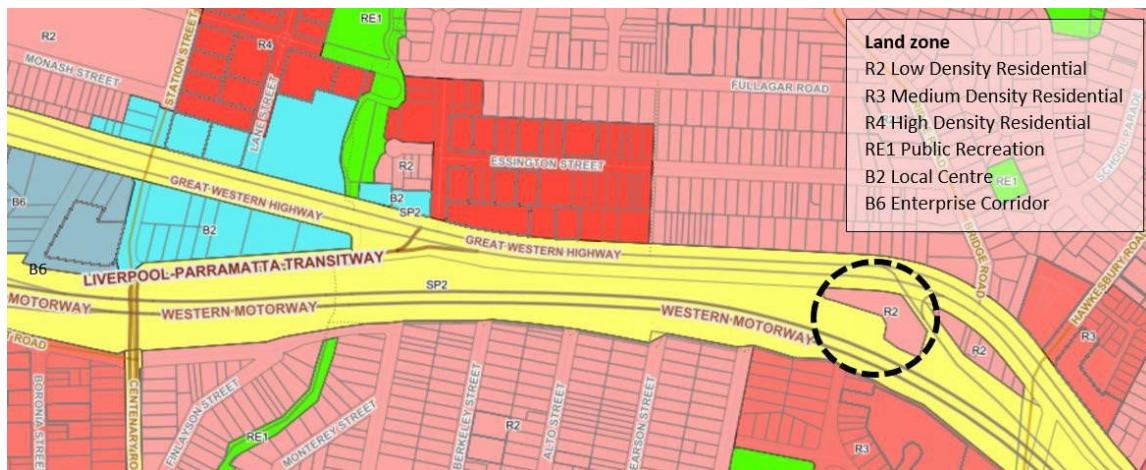 RE1
Land zone
R2 Low Density Residential
R3 Medium Density Residential
R4 High Density Residential
RE1 Public Recreation
B2 Local Centre
B6 Enterprise Corridor
R2
R4
MONASH STREET
STATION STREET
LANE STREET
FULLAGAR ROAD
SCHOOL PARADE
ESSINGTON STREET
R2
RE1
GREAT WESTERN HIGHWAY
B2
SP2
B6
B2
GREAT WESTERN HIGHWAY
BRIDGE ROAD
HAWKESBURY ROAD
B6
LIVERPOOL-PARRAMATTA TRANSITWAY
SP2
MOTORWAY
WESTERN MOTORWAY
WESTERN MOTORWAY
R2
R2
R3
ROAD
BORONIA STREET
CENTENARY RO
FINLAYSON STREET
RE1
MONTEREY STREET
BERKELEY STREET
R2
ALTO STREET
EARSON STREET
R3